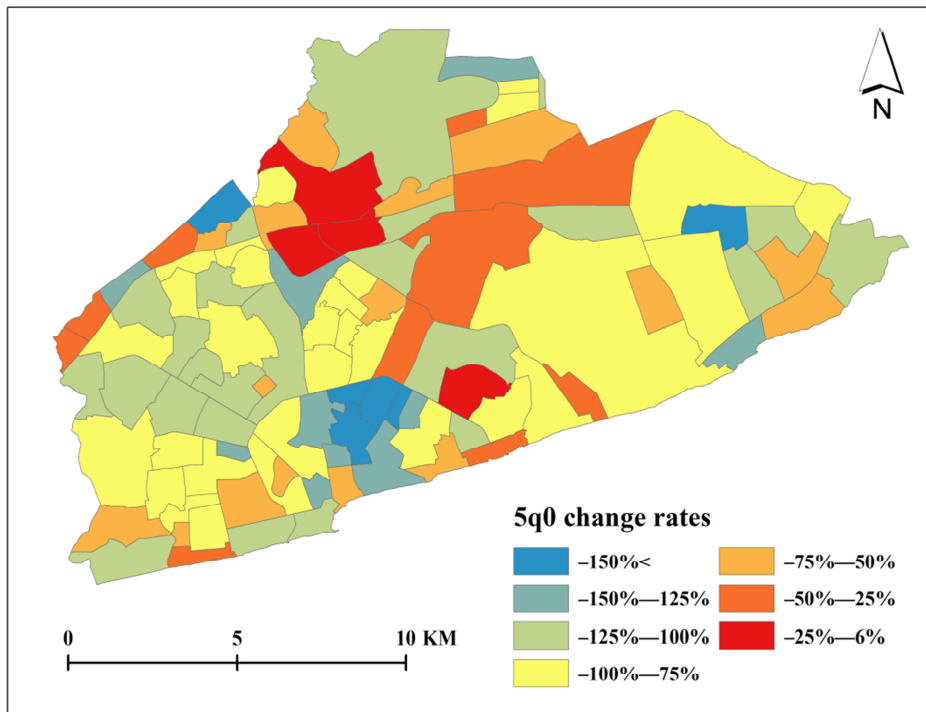 N
5q0 change rates
–150%<
–75%—50%
–150%—125%
–50%—25%
–125%—100%
–25%—6%
–100%—75%
0 5 10 KM